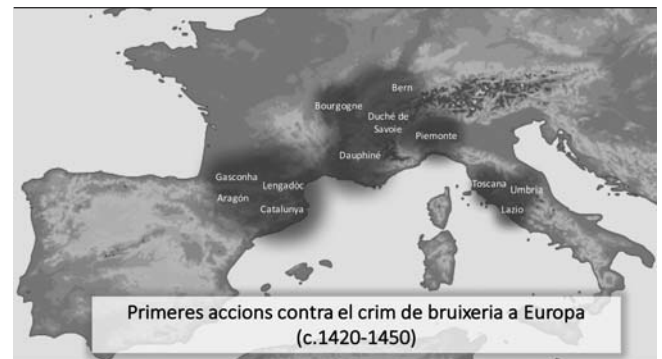 Bern
Bourgogne
Duché de
Savoie
Piemonte
Dauphiné
Gasconha
Lengadòc
Aragón
Catalunya
Toscana
Umbria
Lazio
Primeres accions contra el crim de bruixeria a Europa
(c.1420-1450)